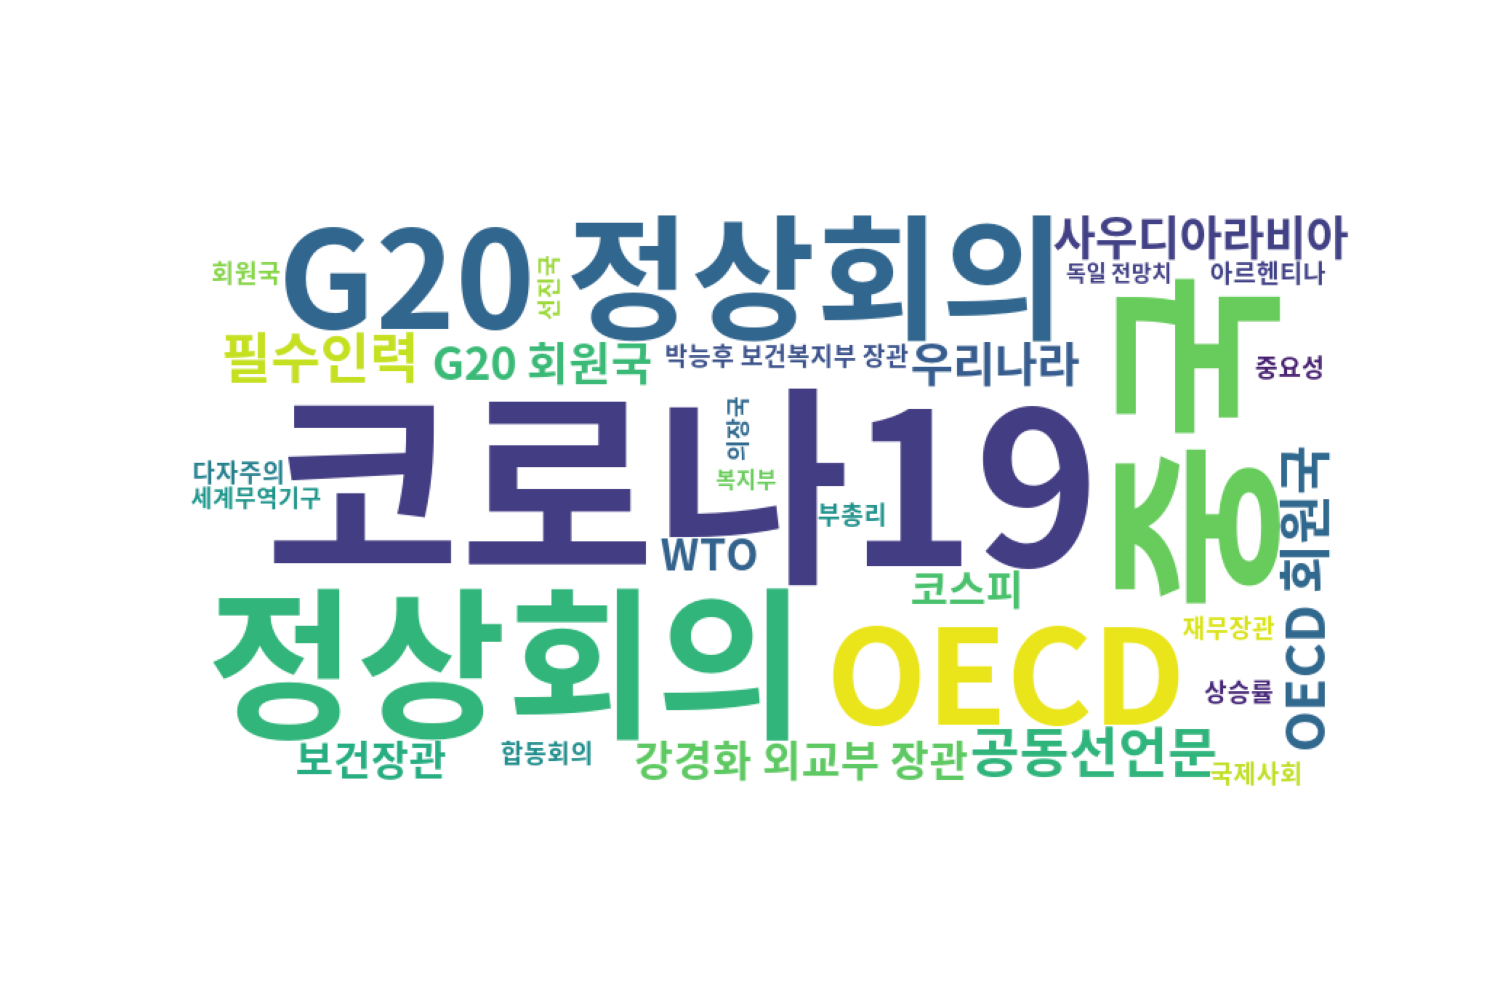 G20 정상회의
사우디아라비아
회원국
선진국
독일 전망치
아르헨티나
필수인력
G20 회원국
박능후 보건복지부 장관
우리나라
중국
중요성
코로나19
의장국
다자주의
세계무역기구
복지부
부총리
WTO
코스피
OECD 회원국
정상회의
OECD
재무장관
상승률
보건장관
합동회의
강경화 외교부 장관
공동선언문
국제사회